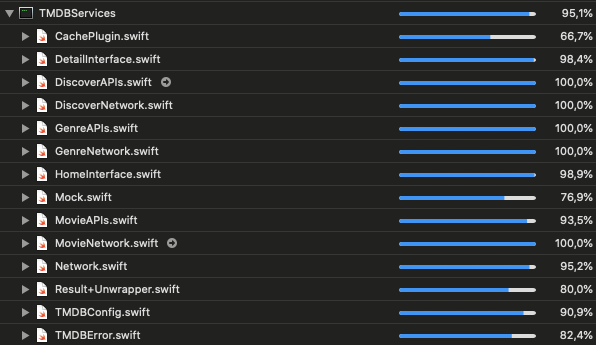 TMDBServices 95,1%
CachePlugin.swift 66,7%
DetailInterface.swift 98,4%
DiscoverAPIs.swift 100,0%
DiscoverNetwork.swift 100,0%
GenreAPIs.swift 100,0%
GenreNetwork.swift 100,0%
HomeInterface.swift 98,9%
Mock.swift 76,9%
MovieAPIs.swift 93,5%
MovieNetwork.swift 100,0%
Network.swift 95,2%
Result+Unwrapper.swift 80,0%
TMDBConfig.swift 90,9%
TMDBError.swift 82,4%